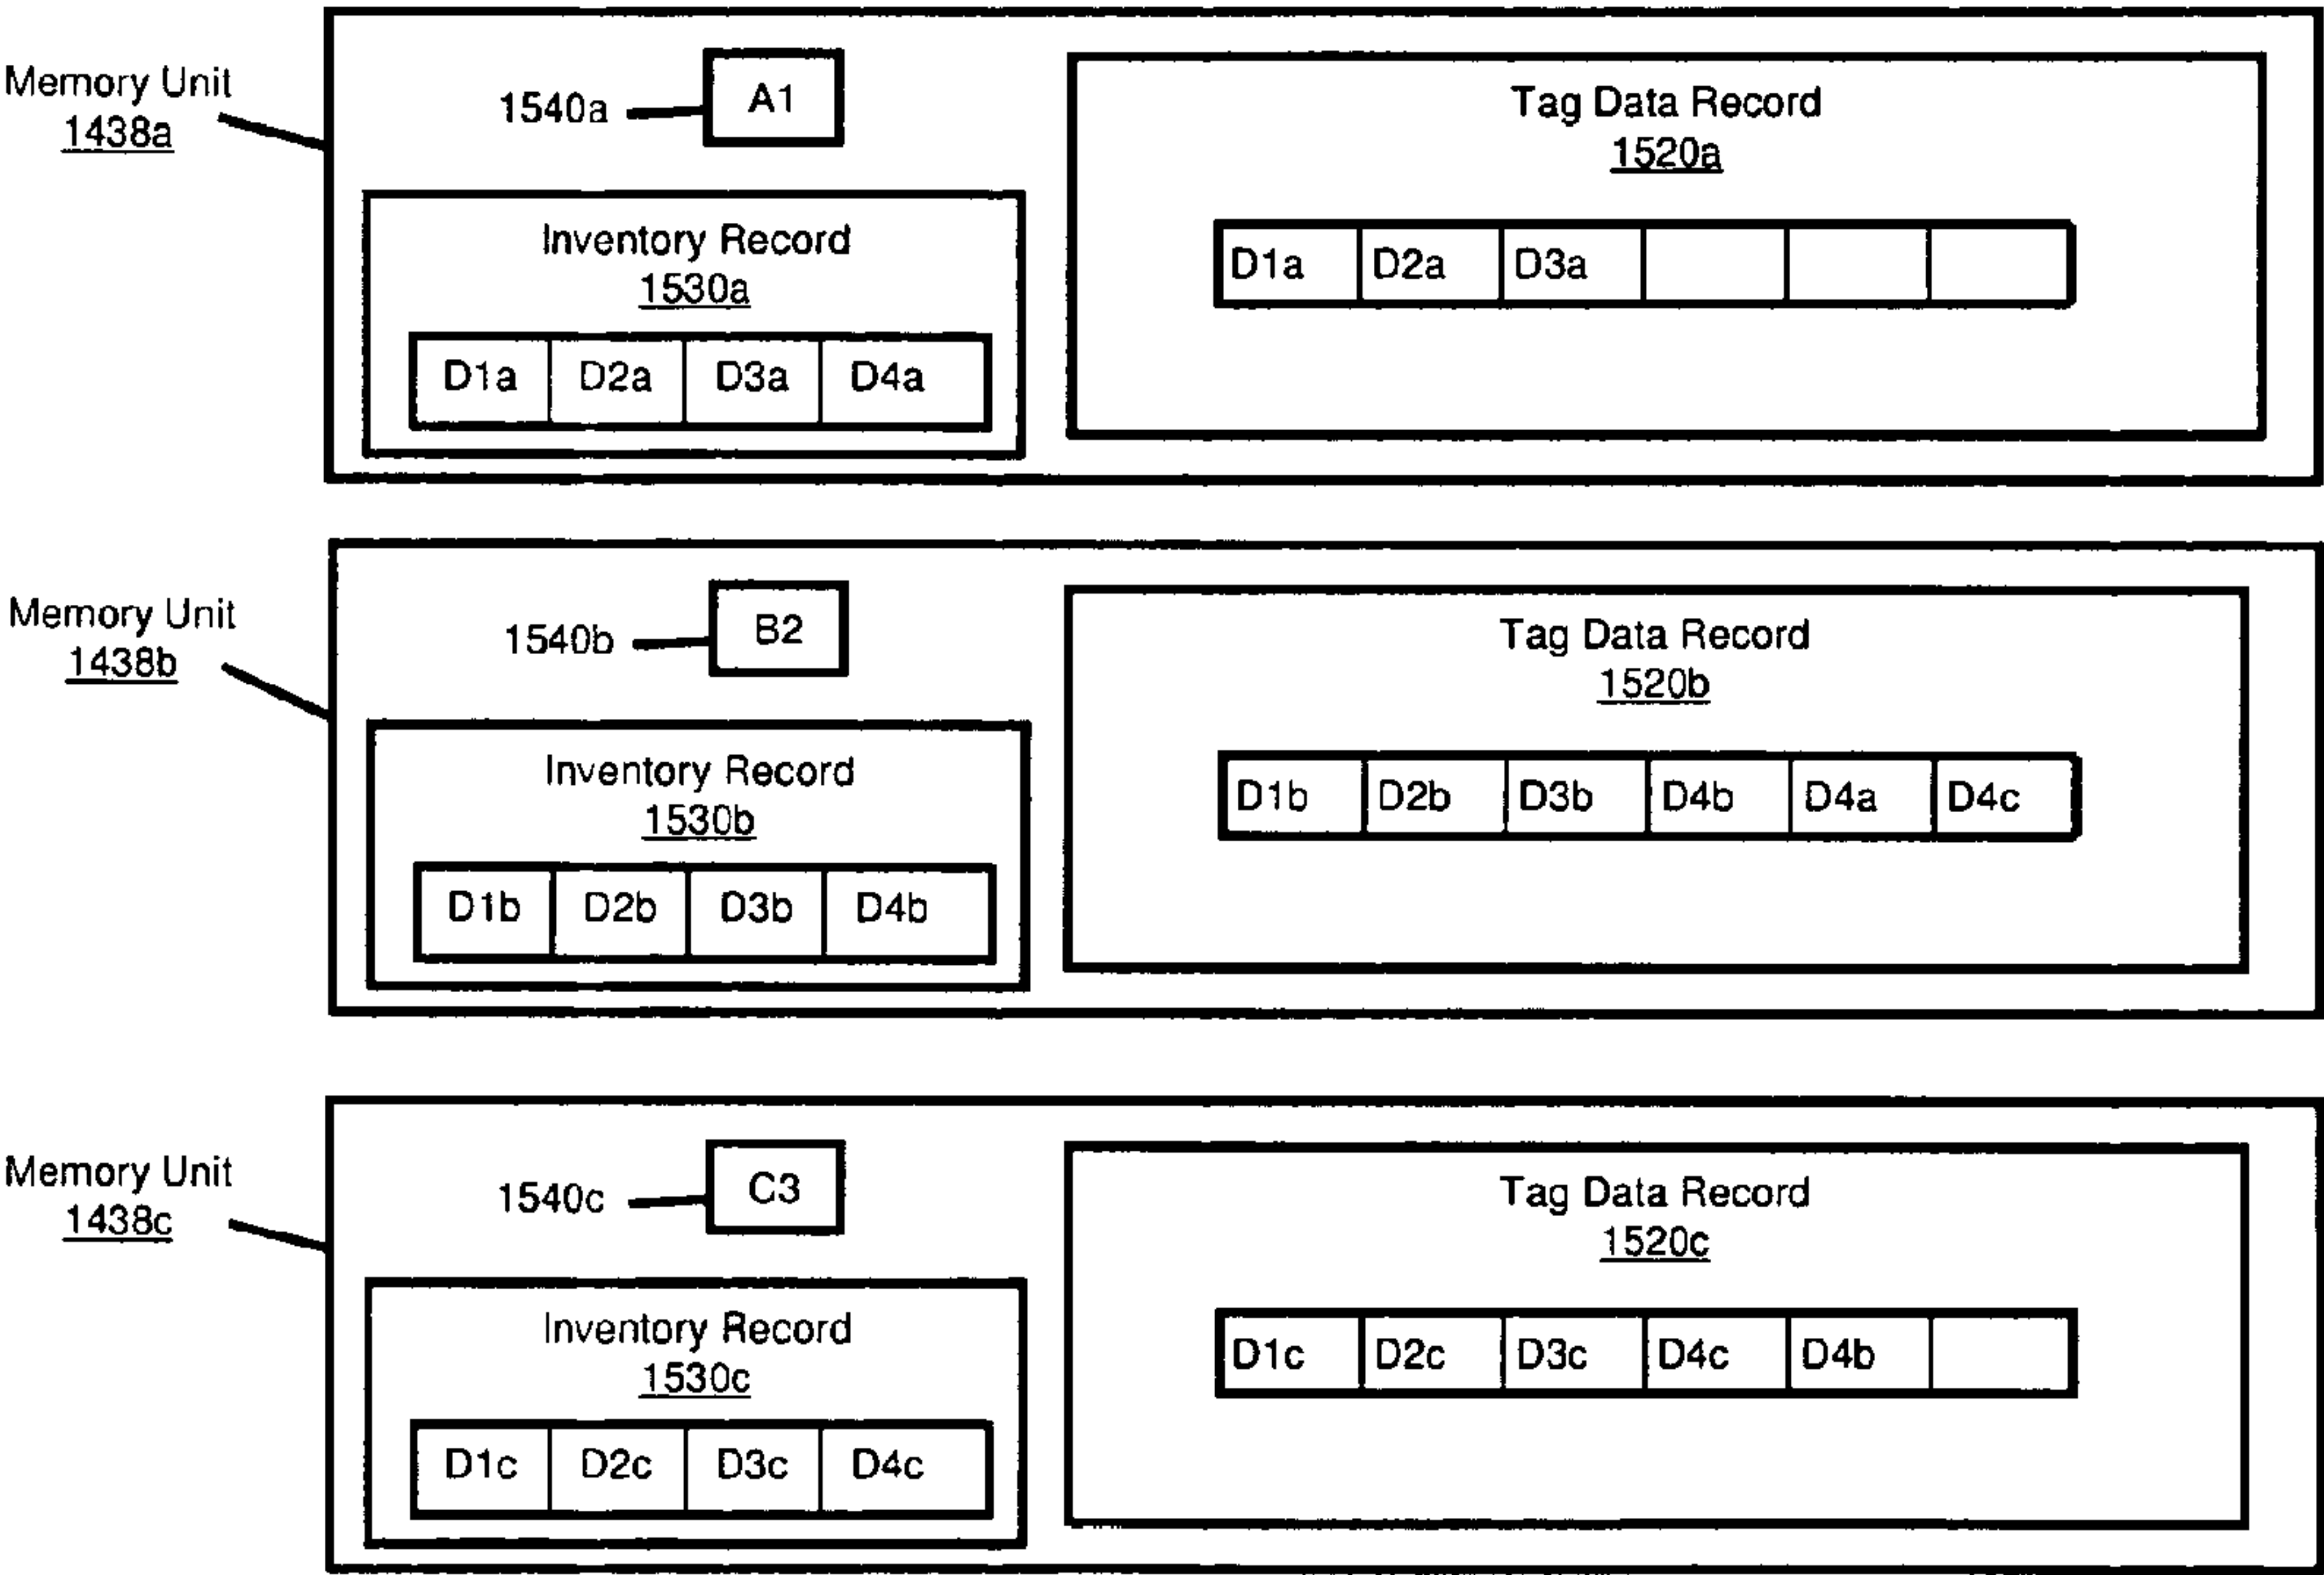 Memory Unit
1438a
1540a
A1
Inventory Record
1530a
D1a D2a D3a D4a
Tag Data Record
1520a
D1a D2a D3a
Memory Unit
1438b
1540b
B2
Inventory Record
1530b
D1b D2b D3b D4b
Tag Data Record
1520b
D1b D2b D3b D4b D4a D4c
Memory Unit
1438c
1540c
C3
Inventory Record
1530c
D1c D2c D3c D4c
Tag Data Record
1520c
D1c D2c D3c D4c D4b